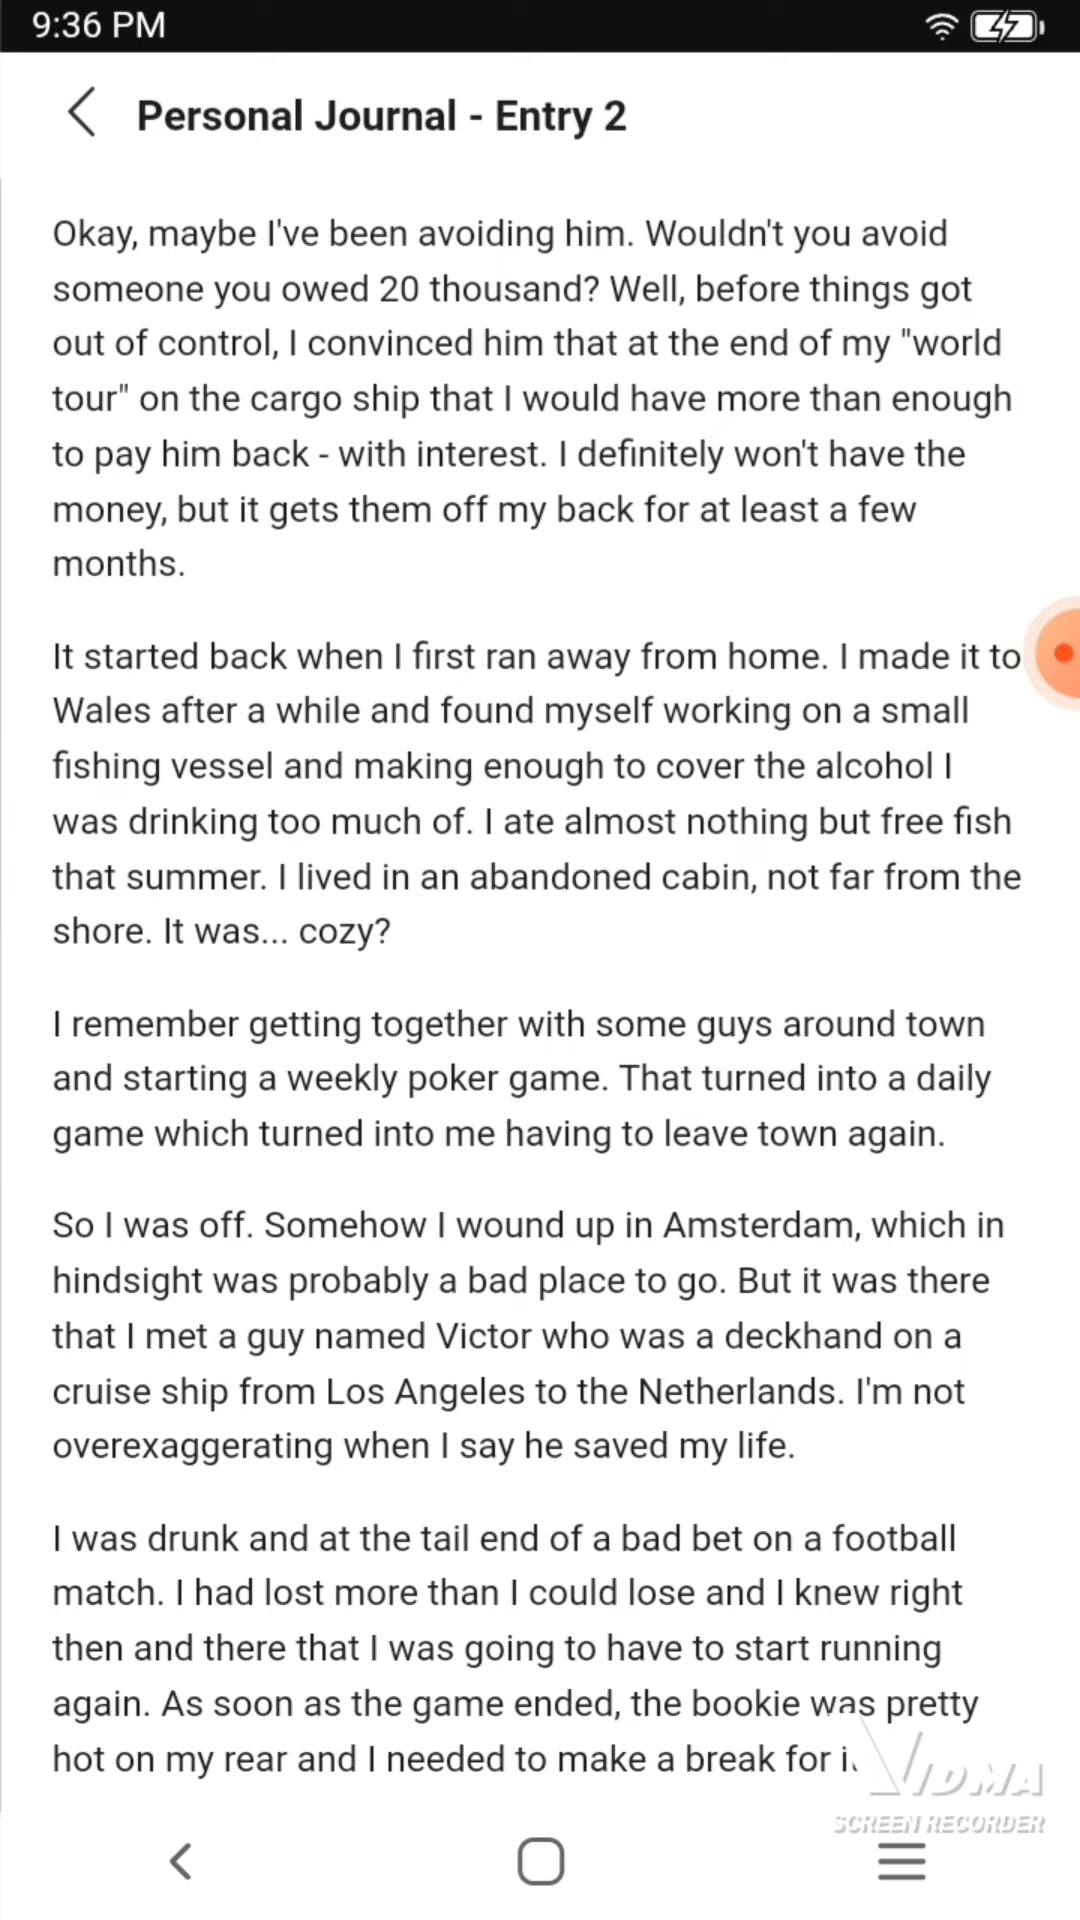 9:36 PM
Personal Journal - Entry 2
Okay, maybe I've been avoiding him. Wouldn't you avoid
someone you owed 20 thousand? Well, before things got
out of control, I convinced him that at the end of my "world
tour" on the cargo ship that I would have more than enough
to pay him back - with interest. I definitely won't have the
money, but it gets them off my back for at least a few
months.
It started back when I first ran away from home. I made it to
Wales after a while and found myself working on a small
fishing vessel and making enough to cover the alcohol I
was drinking too much of. I ate almost nothing but free fish
that summer. I lived in an abandoned cabin, not far from the
shore. It was... cozy?
I remember getting together with some guys around town
and starting a weekly poker game. That turned into a daily
game which turned into me having to leave town again.
So I was off. Somehow I wound up in Amsterdam, which in
hindsight was probably a bad place to go. But it was there
that I met a guy named Victor who was a deckhand on a
cruise ship from Los Angeles to the Netherlands. I'm not
overexaggerating when I say he saved my life.
I was drunk and at the tail end of a bad bet on a football
match. I had lost more than I could lose and I knew right
then and there that I was going to have to start running
again. As soon as the game ended, the bookie was pretty
hot on my rear and I needed to make a break for
VIDMA
SCREEN RECORDER